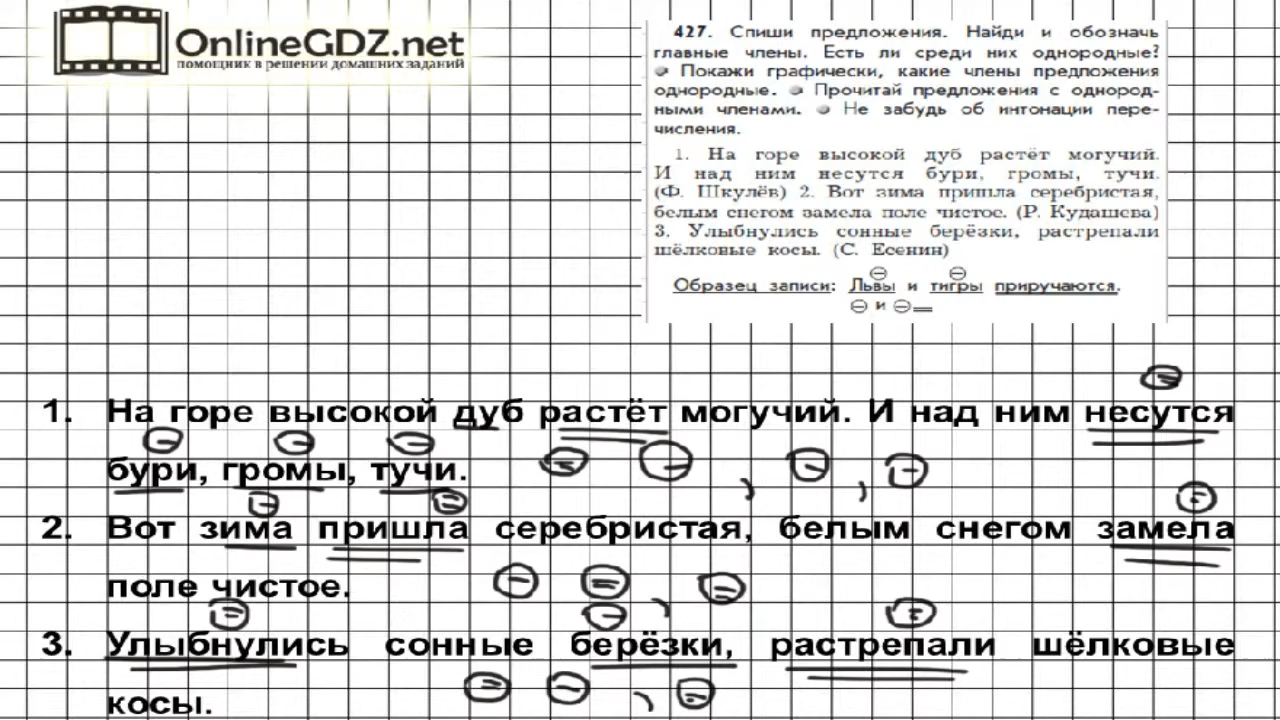 OnlineGDZ.net
помощник в решении домашних заданий
427. Спиши предложения. Найди и обозначь
главные члены. Есть ли среди них однородные?
Покажи графически, какие члены предложения
однородные. Прочитай предложения с однород-
ными членами. Не забудь об интонации пере-
числения.
1. На горе высокой дуб растёт могучий.
И над ним несутся бури, громы, тучи.
(Ф. Шкулёв) 2. Вот зима пришла серебристая,
белым снегом замела поле чистое. (Р. Кудашева)
3. Улыбнулись сонные берёзки, растрепали
шёлковые косы. (С. Есенин)
Образец записи: Львы и тигры приручаются.
и
1. На горе высокой дуб растёт могучий. И над ним несутся
бури, громы, тучи.
2. Вот зима пришла серебристая, белым снегом замела
поле чистое.
3. Улыбнулись сонные берёзки, растрепали шёлковые
косы.